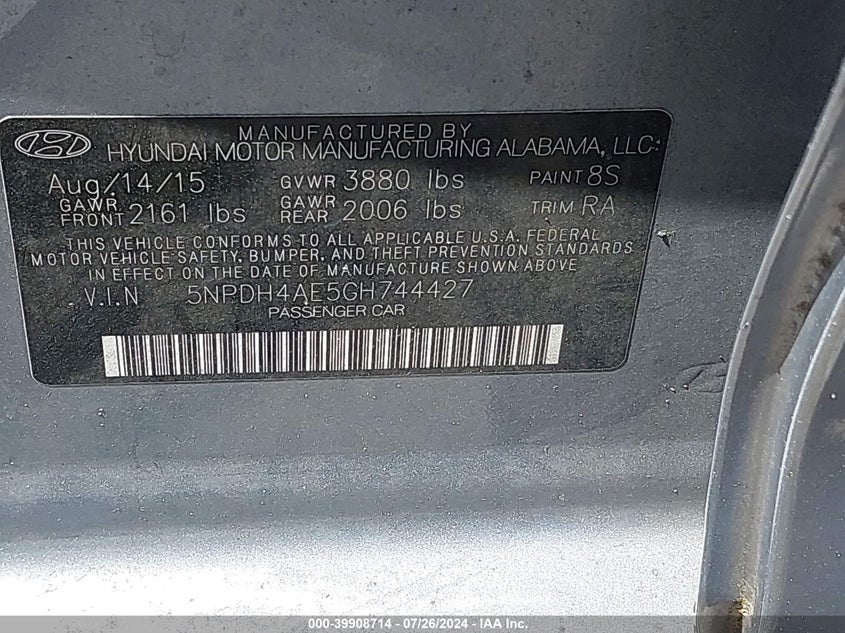 MANUFACTURED BY
HYUNDAI MOTOR MANUFACTURING ALABAMA, LLC
Aug/14/15 GVWR 3880 lbs PAINT 8S
GAWR FRONT 2161 lbs GAWR REAR 2006 lbs TRIM RA
THIS VEHICLE CONFORMS TO ALL APPLICABLE U.S.A. FEDERAL
MOTOR VEHICLE SAFETY, BUMPER, AND THEFT PREVENTION STANDARDS
IN EFFECT ON THE DATE OF MANUFACTURE SHOWN ABOVE
V.I.N 5NPDH4AE5GH744427
PASSENGER CAR
000-39908714 - 07/26/2024 - IAA Inc.